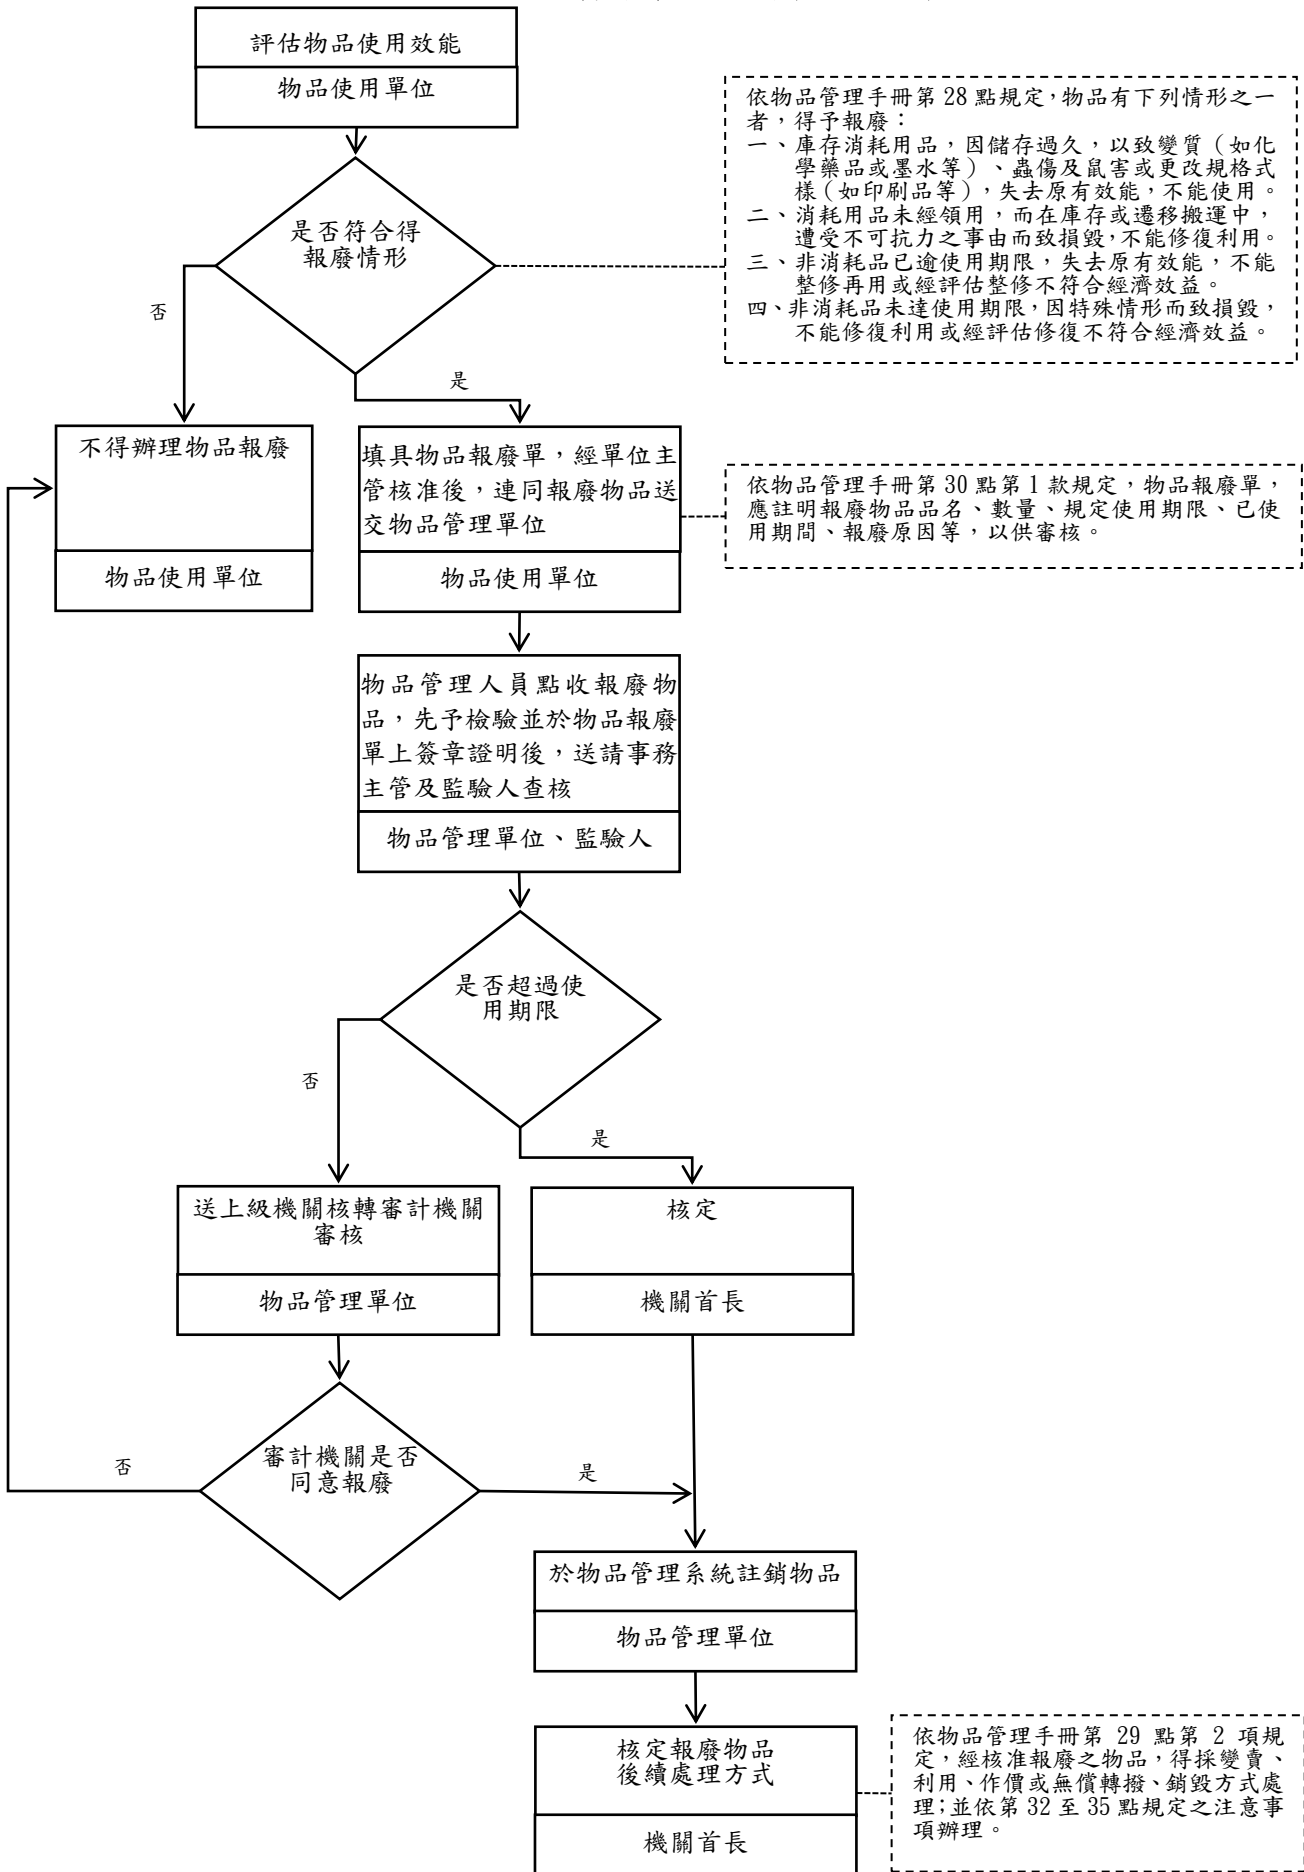 評估物品使用效能
物品使用單位
依物品管理手冊第 28 點規定，物品有下列情形之一
者，得予報廢：
一、庫存消耗用品，因儲存過久，以致變質（如化
學藥品或墨水等）、蟲傷及鼠害或更改規格式
樣（如印刷品等），失去原有效能，不能使用。
二、消耗用品未經領用，而在庫存或遷移搬運中，
遭受不可抗力之事由而致損毀，不能修復利用。
三、非消耗品已逾使用期限，失去原有效能，不能
整修再用或經評估整修不符合經濟效益。
四、非消耗品未達使用期限，因特殊情形而致損毀，
不能修復利用或經評估修復不符合經濟效益。
是否符合得
報廢情形
否
是
不得辦理物品報廢
物品使用單位
填具物品報廢單，經單位主
管核准後，連同報廢物品送
交物品管理單位
物品使用單位
依物品管理手冊第 30 點第 1 款規定，物品報廢單，
應註明報廢物品品名、數量、規定使用期限、已使
用期間、報廢原因等，以供審核。
物品管理人員點收報廢物
品，先予檢驗並於物品報廢
單上簽章證明後，送請事務
主管及監驗人查核
物品管理單位、監驗人
是否超過使
用期限
否
是
送上級機關核轉審計機關
審核
物品管理單位
核定
機關首長
審計機關是否
同意報廢
否
是
於物品管理系統註銷物品
物品管理單位
核定報廢物品
後續處理方式
機關首長
依物品管理手冊第 29 點第 2 項規
定，經核准報廢之物品，得採變賣、
利用、作價或無償轉撥、銷毀方式處
理；並依第 32 至 35 點規定之注意事
項辦理。